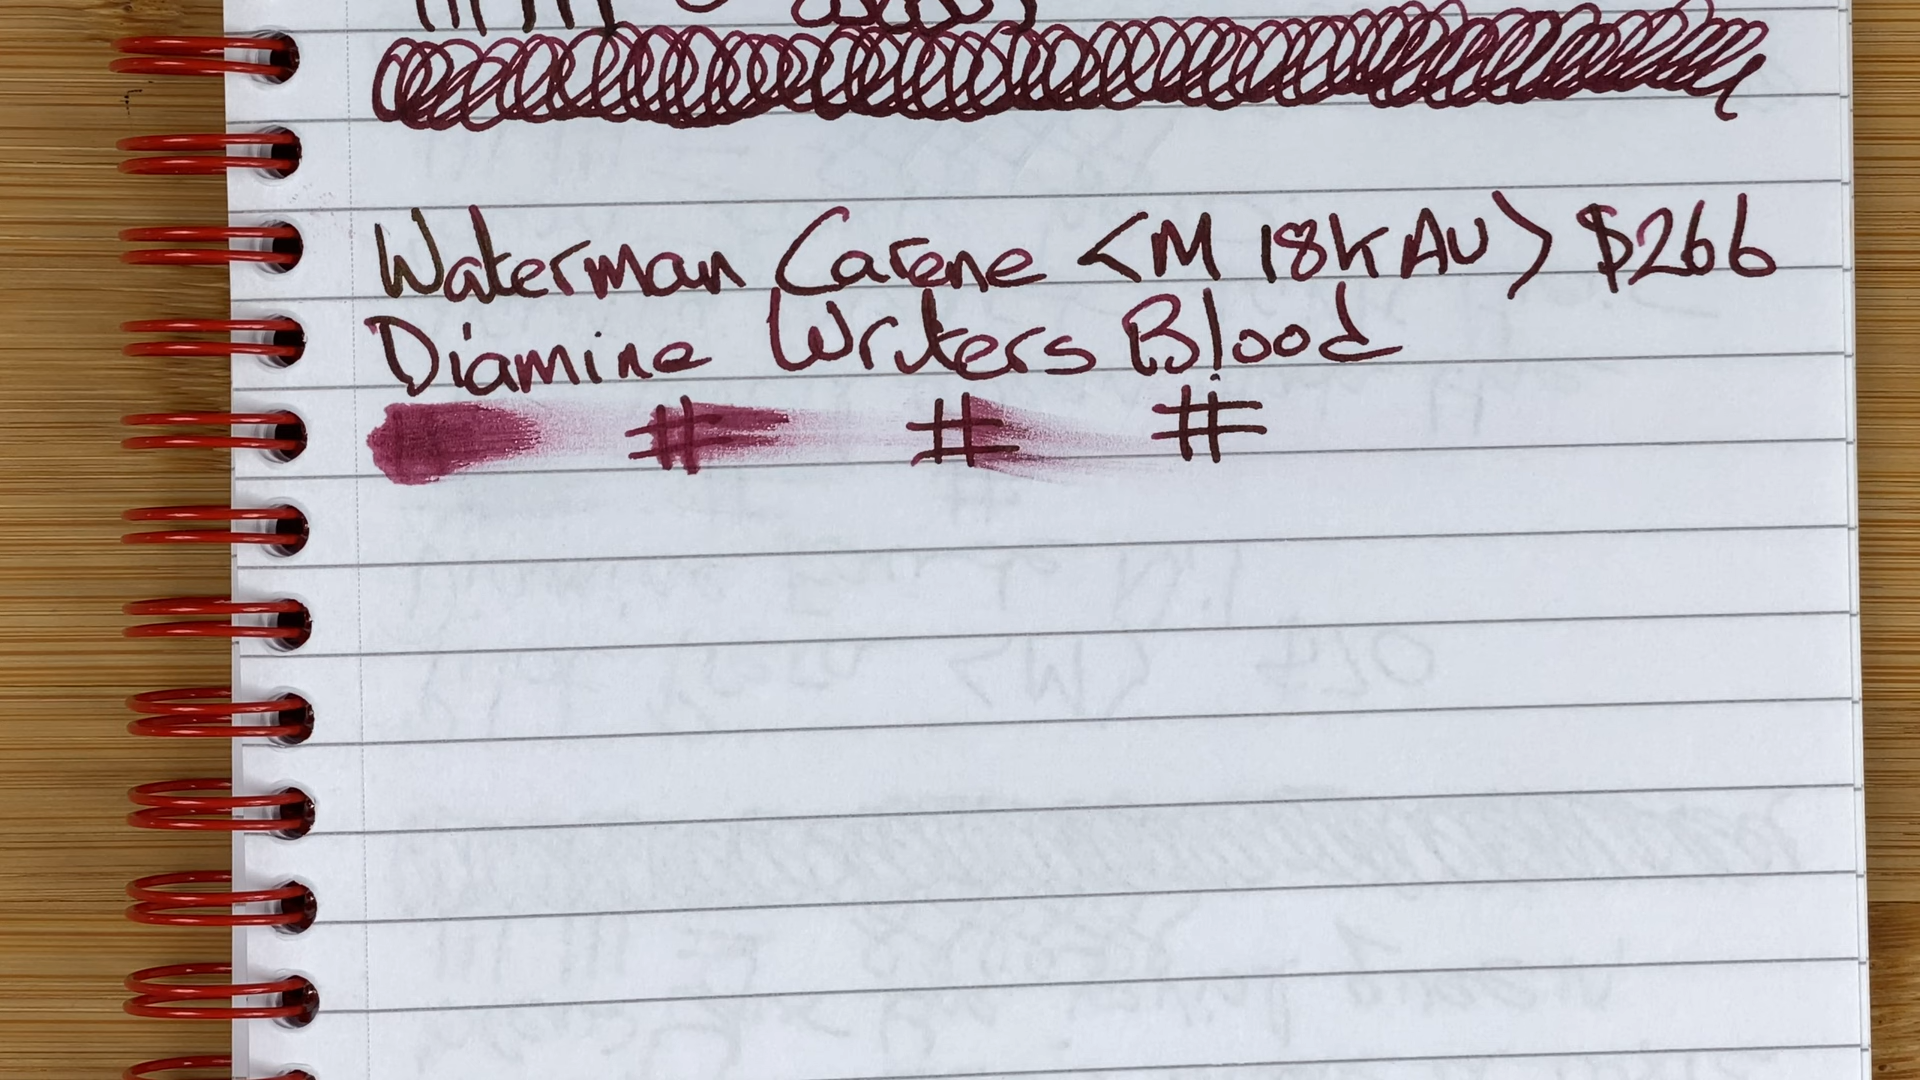 Waterman Carene <M 18K AU> $266
Diamine Writers Blood
# # #